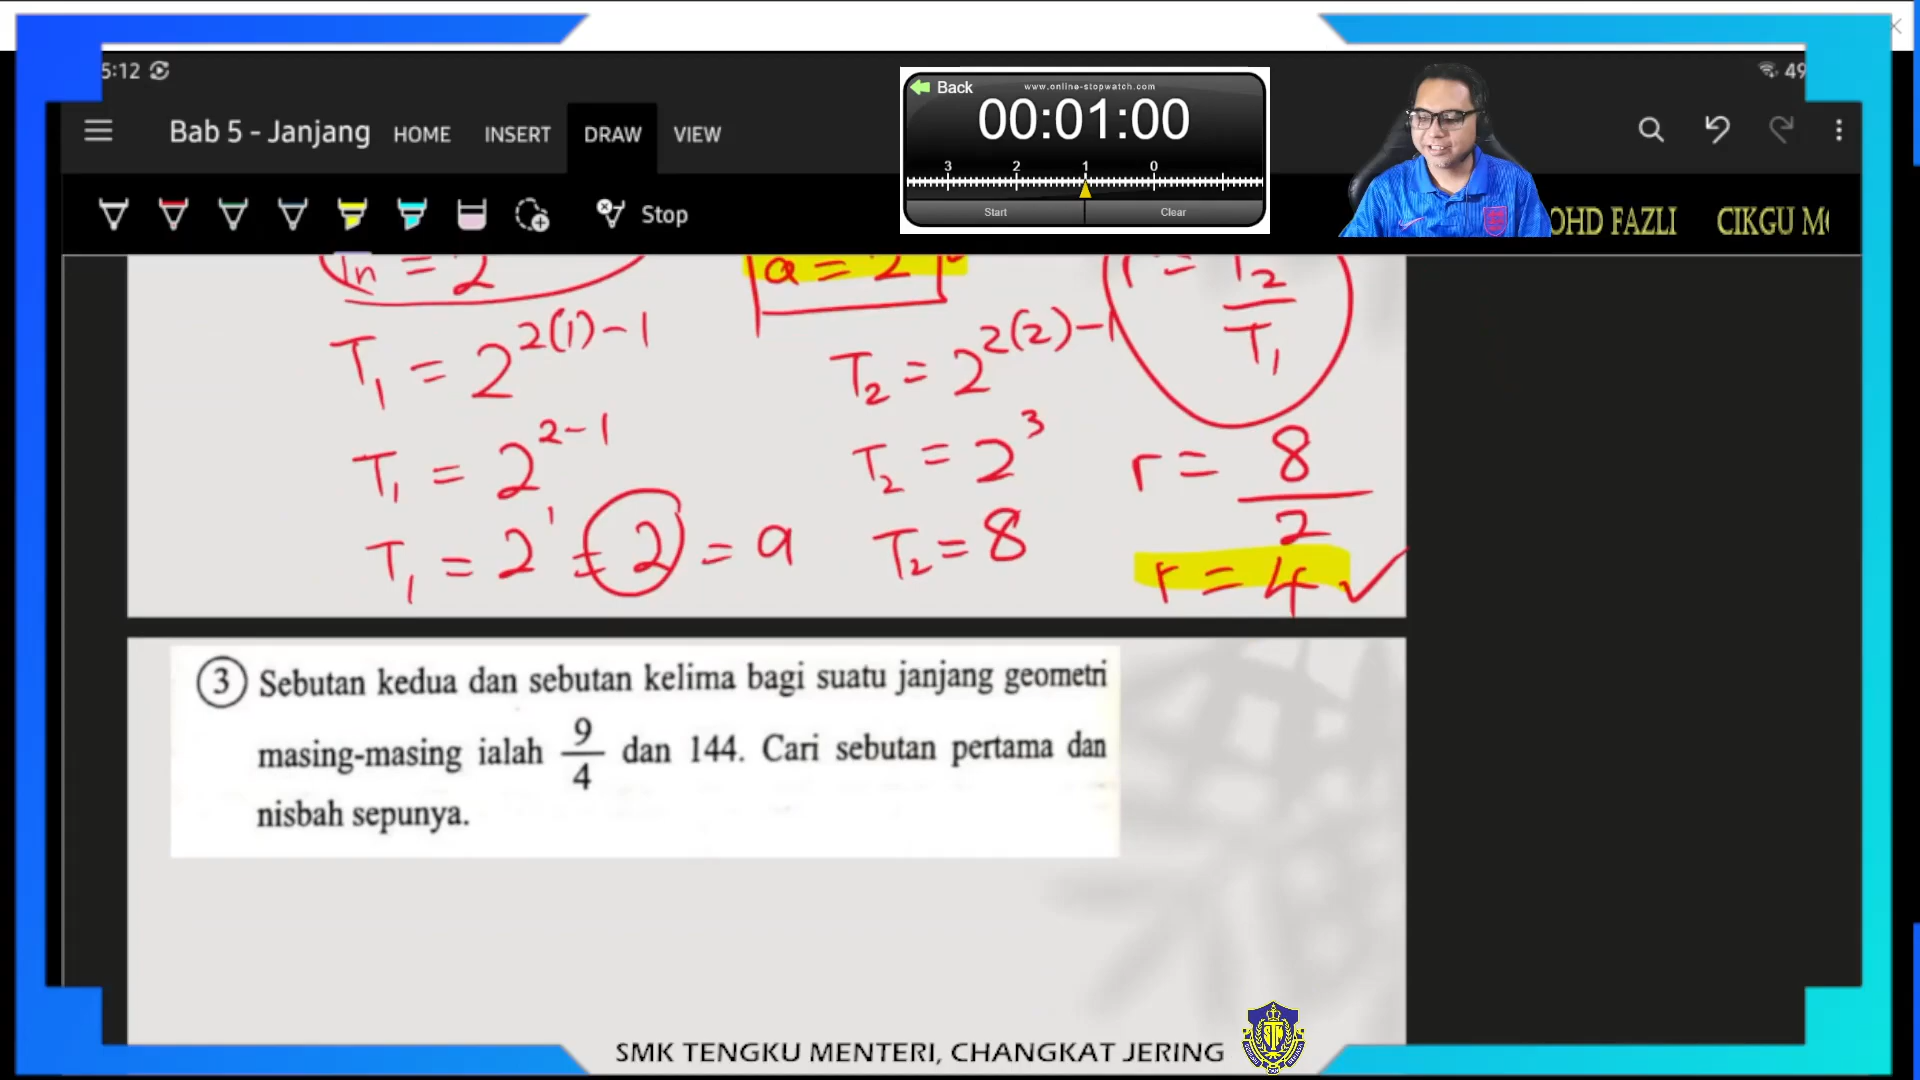 5:12
49
Back
www.online-stopwatch.com
00:01:00
3 2 1 0
Start Clear
Bab 5 - Janjang HOME INSERT DRAW VIEW
Stop
OHD FAZLI CIKGU M
Tn = 2
a = 2
r = T2/T1
T1 = 2^(2(1)-1)
T2 = 2^(2(2)-1)
T1 = 2^(2-1)
T2 = 2^3
r = 8/2
T1 = 2^1 = 2 = a
T2 = 8
r = 4 ✓
3 Sebutan kedua dan sebutan kelima bagi suatu janjang geometri
masing-masing ialah 9/4 dan 144. Cari sebutan pertama dan
nisbah sepunya.
SMK TENGKU MENTERI, CHANGKAT JERING